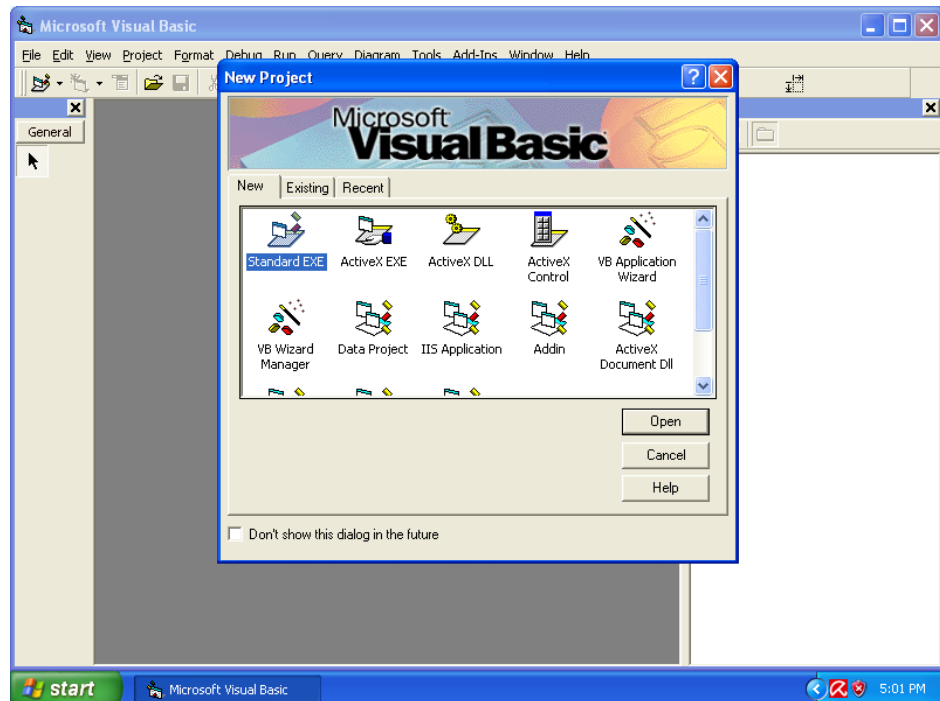 Microsoft Visual Basic
File Edit View Project Format Debug Run Query Diagram Tools Add-Ins Window Help
New Project
General
Microsoft
Visual Basic
New Existing Recent
Standard EXE ActiveX EXE ActiveX DLL ActiveX Control VB Application Wizard
VB Wizard Manager Data Project IIS Application Addin ActiveX Document Dll
Open
Cancel
Help
Don't show this dialog in the future
start Microsoft Visual Basic 5:01 PM